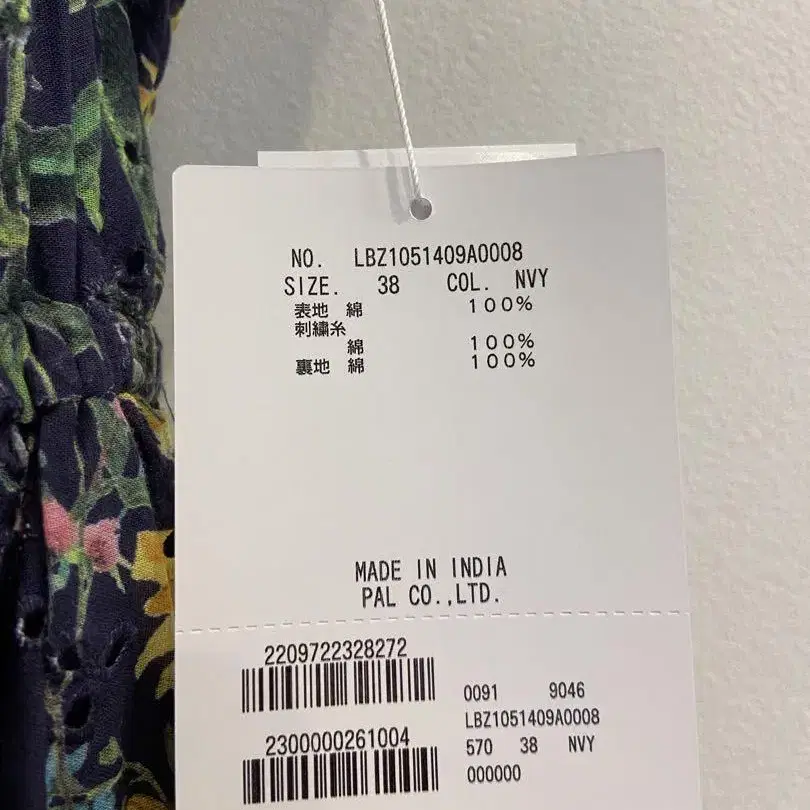 NO. LBZ1051409A0008
SIZE. 38 COL. NVY
表地 綿 100%
刺繍糸
綿 100%
裏地 綿 100%
MADE IN INDIA
PAL CO.,LTD.
2209722328272
2300000261004
0091 9046
LBZ1051409A0008
570 38 NVY
000000